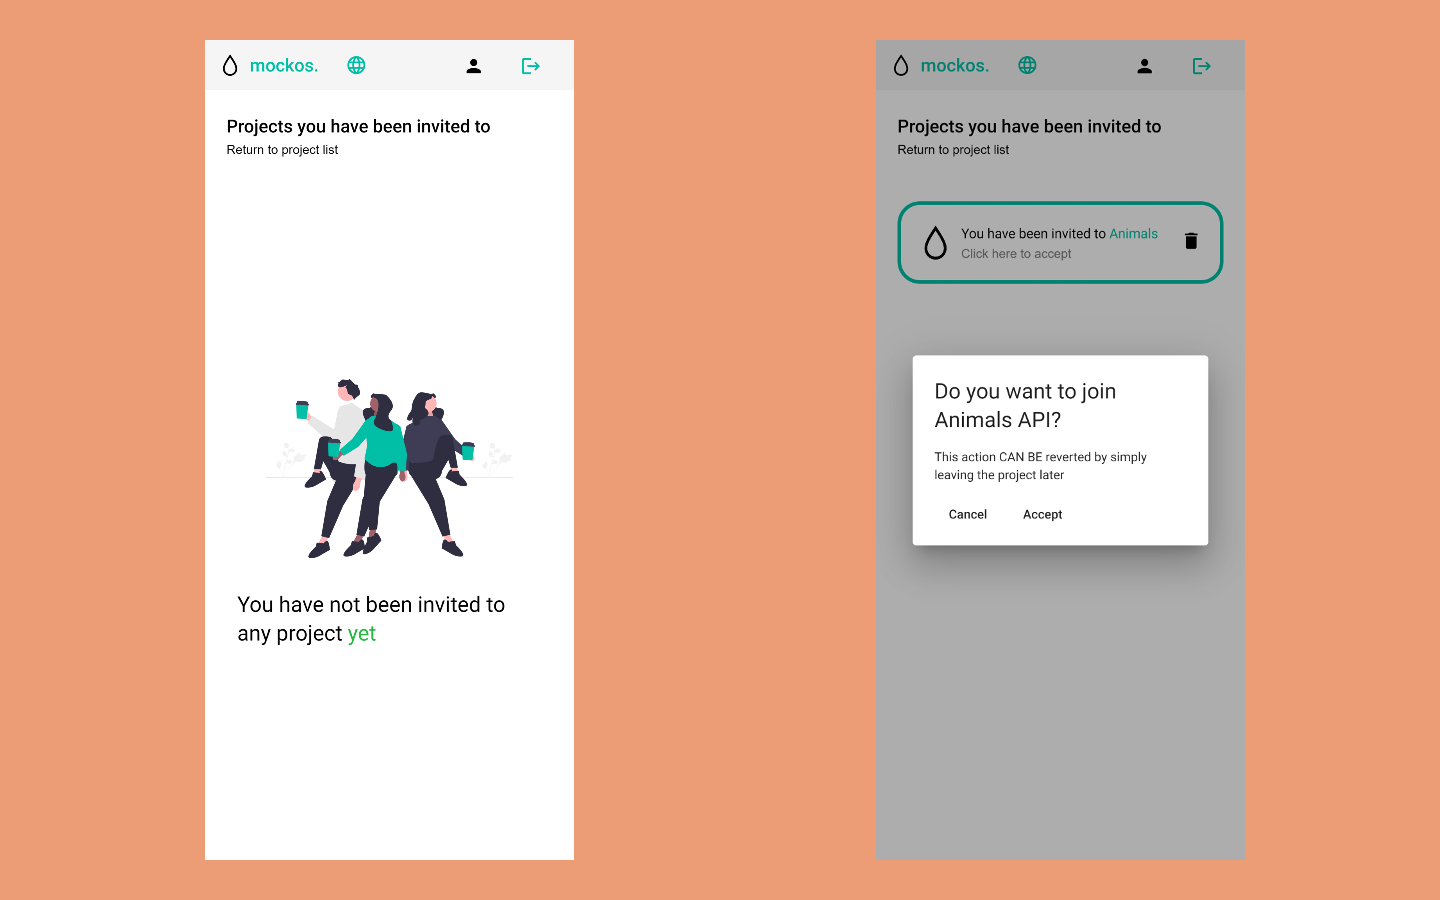 mockos.
Projects you have been invited to
Return to project list
You have not been invited to
any project yet
mockos.
Projects you have been invited to
Return to project list
You have been invited to Animals
Click here to accept
Do you want to join
Animals API?
This action CAN BE reverted by simply
leaving the project later
Cancel Accept